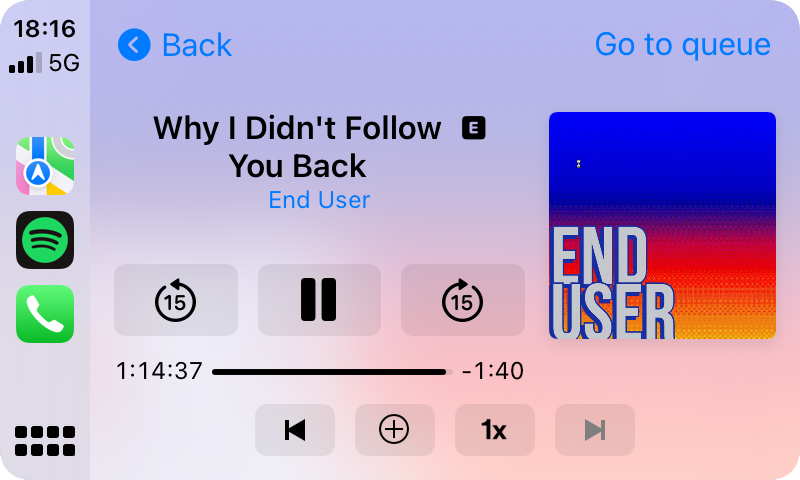 18:16
5G
Back
Go to queue
Why I Didn't Follow E
You Back
End User
END
USER
15
15
1:14:37
-1:40
1x